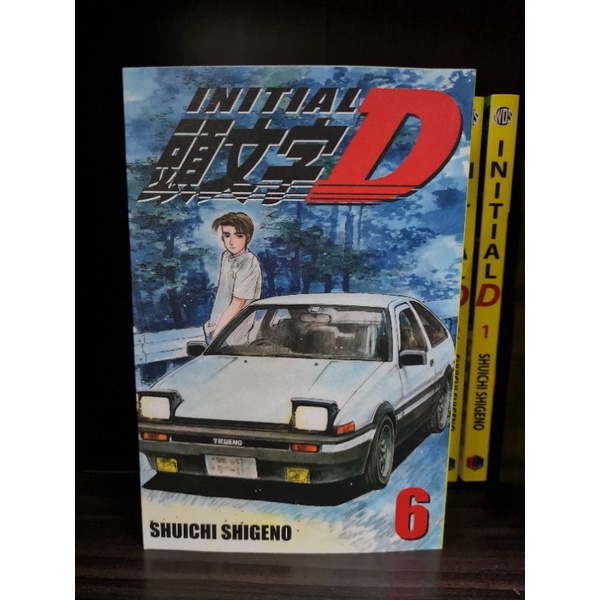 INITIAL
頭文字D
TRUENO
SHUICHI SHIGENO
6
INITIAL
D
1
SHUICHI SHIGENO